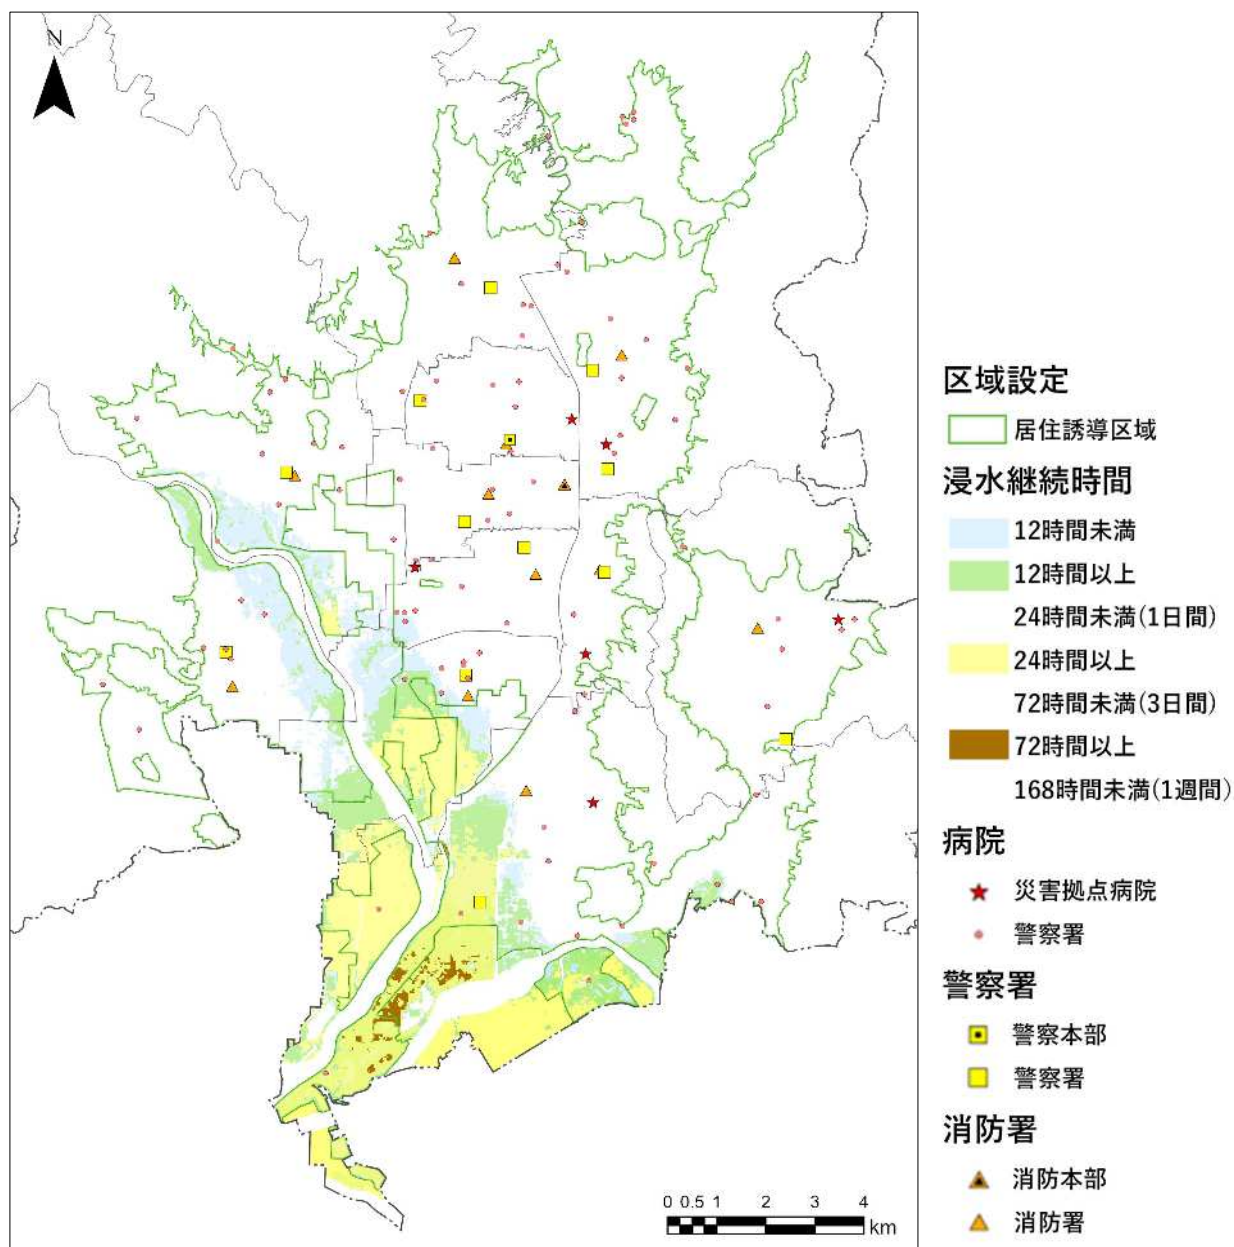 N
区域設定
居住誘導区域
浸水継続時間
12時間未満
12時間以上
24時間未満(1日間)
24時間以上
72時間未満(3日間)
72時間以上
168時間未満(1週間)
病院
災害拠点病院
警察署
警察署
警察本部
警察署
消防署
消防本部
消防署
0 0.5 1 2 3 4
km